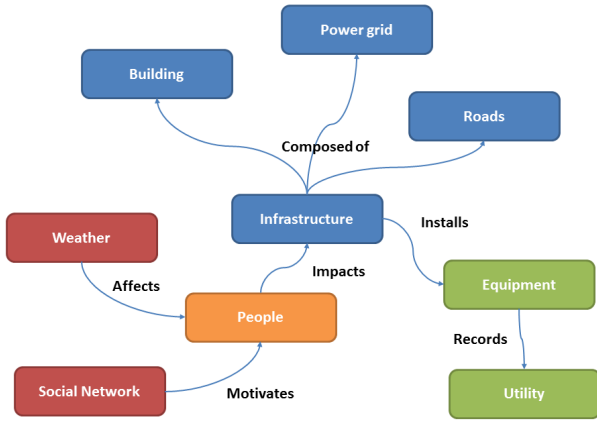 Power grid
Building
Roads
Composed of
Infrastructure
Installs
Weather
Impacts
Equipment
Affects
People
Records
Social Network
Motivates
Utility